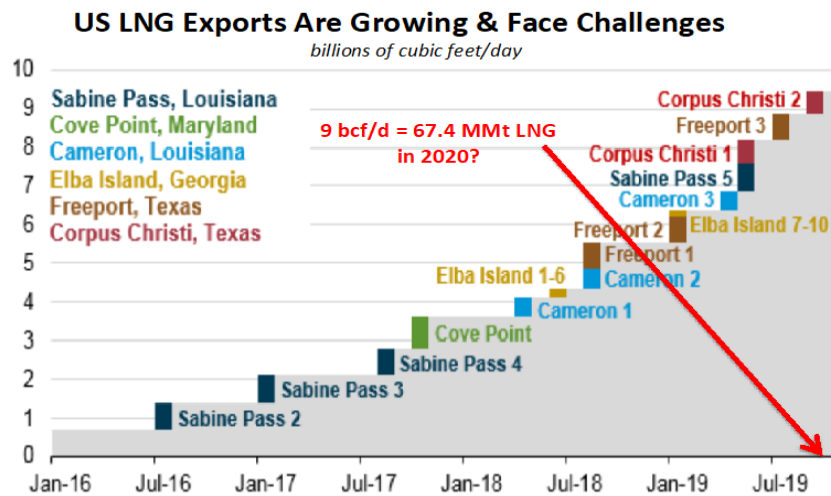 US LNG Exports Are Growing & Face Challenges
billions of cubic feet/day
10
9
8
7
6
5
4
3
2
1
0
Sabine Pass, Louisiana
Cove Point, Maryland
Cameron, Louisiana
Elba Island, Georgia
Freeport, Texas
Corpus Christi, Texas
9 bcf/d = 67.4 MMt LNG
in 2020?
Corpus Christi 2
Freeport 3
Corpus Christi 1
Sabine Pass 5
Cameron 3
Elba Island 7-10
Freeport 2
Freeport 1
Elba Island 1-6
Cameron 2
Cameron 1
Cove Point
Sabine Pass 4
Sabine Pass 3
Sabine Pass 2
Jan-16 Jul-16 Jan-17 Jul-17 Jan-18 Jul-18 Jan-19 Jul-19